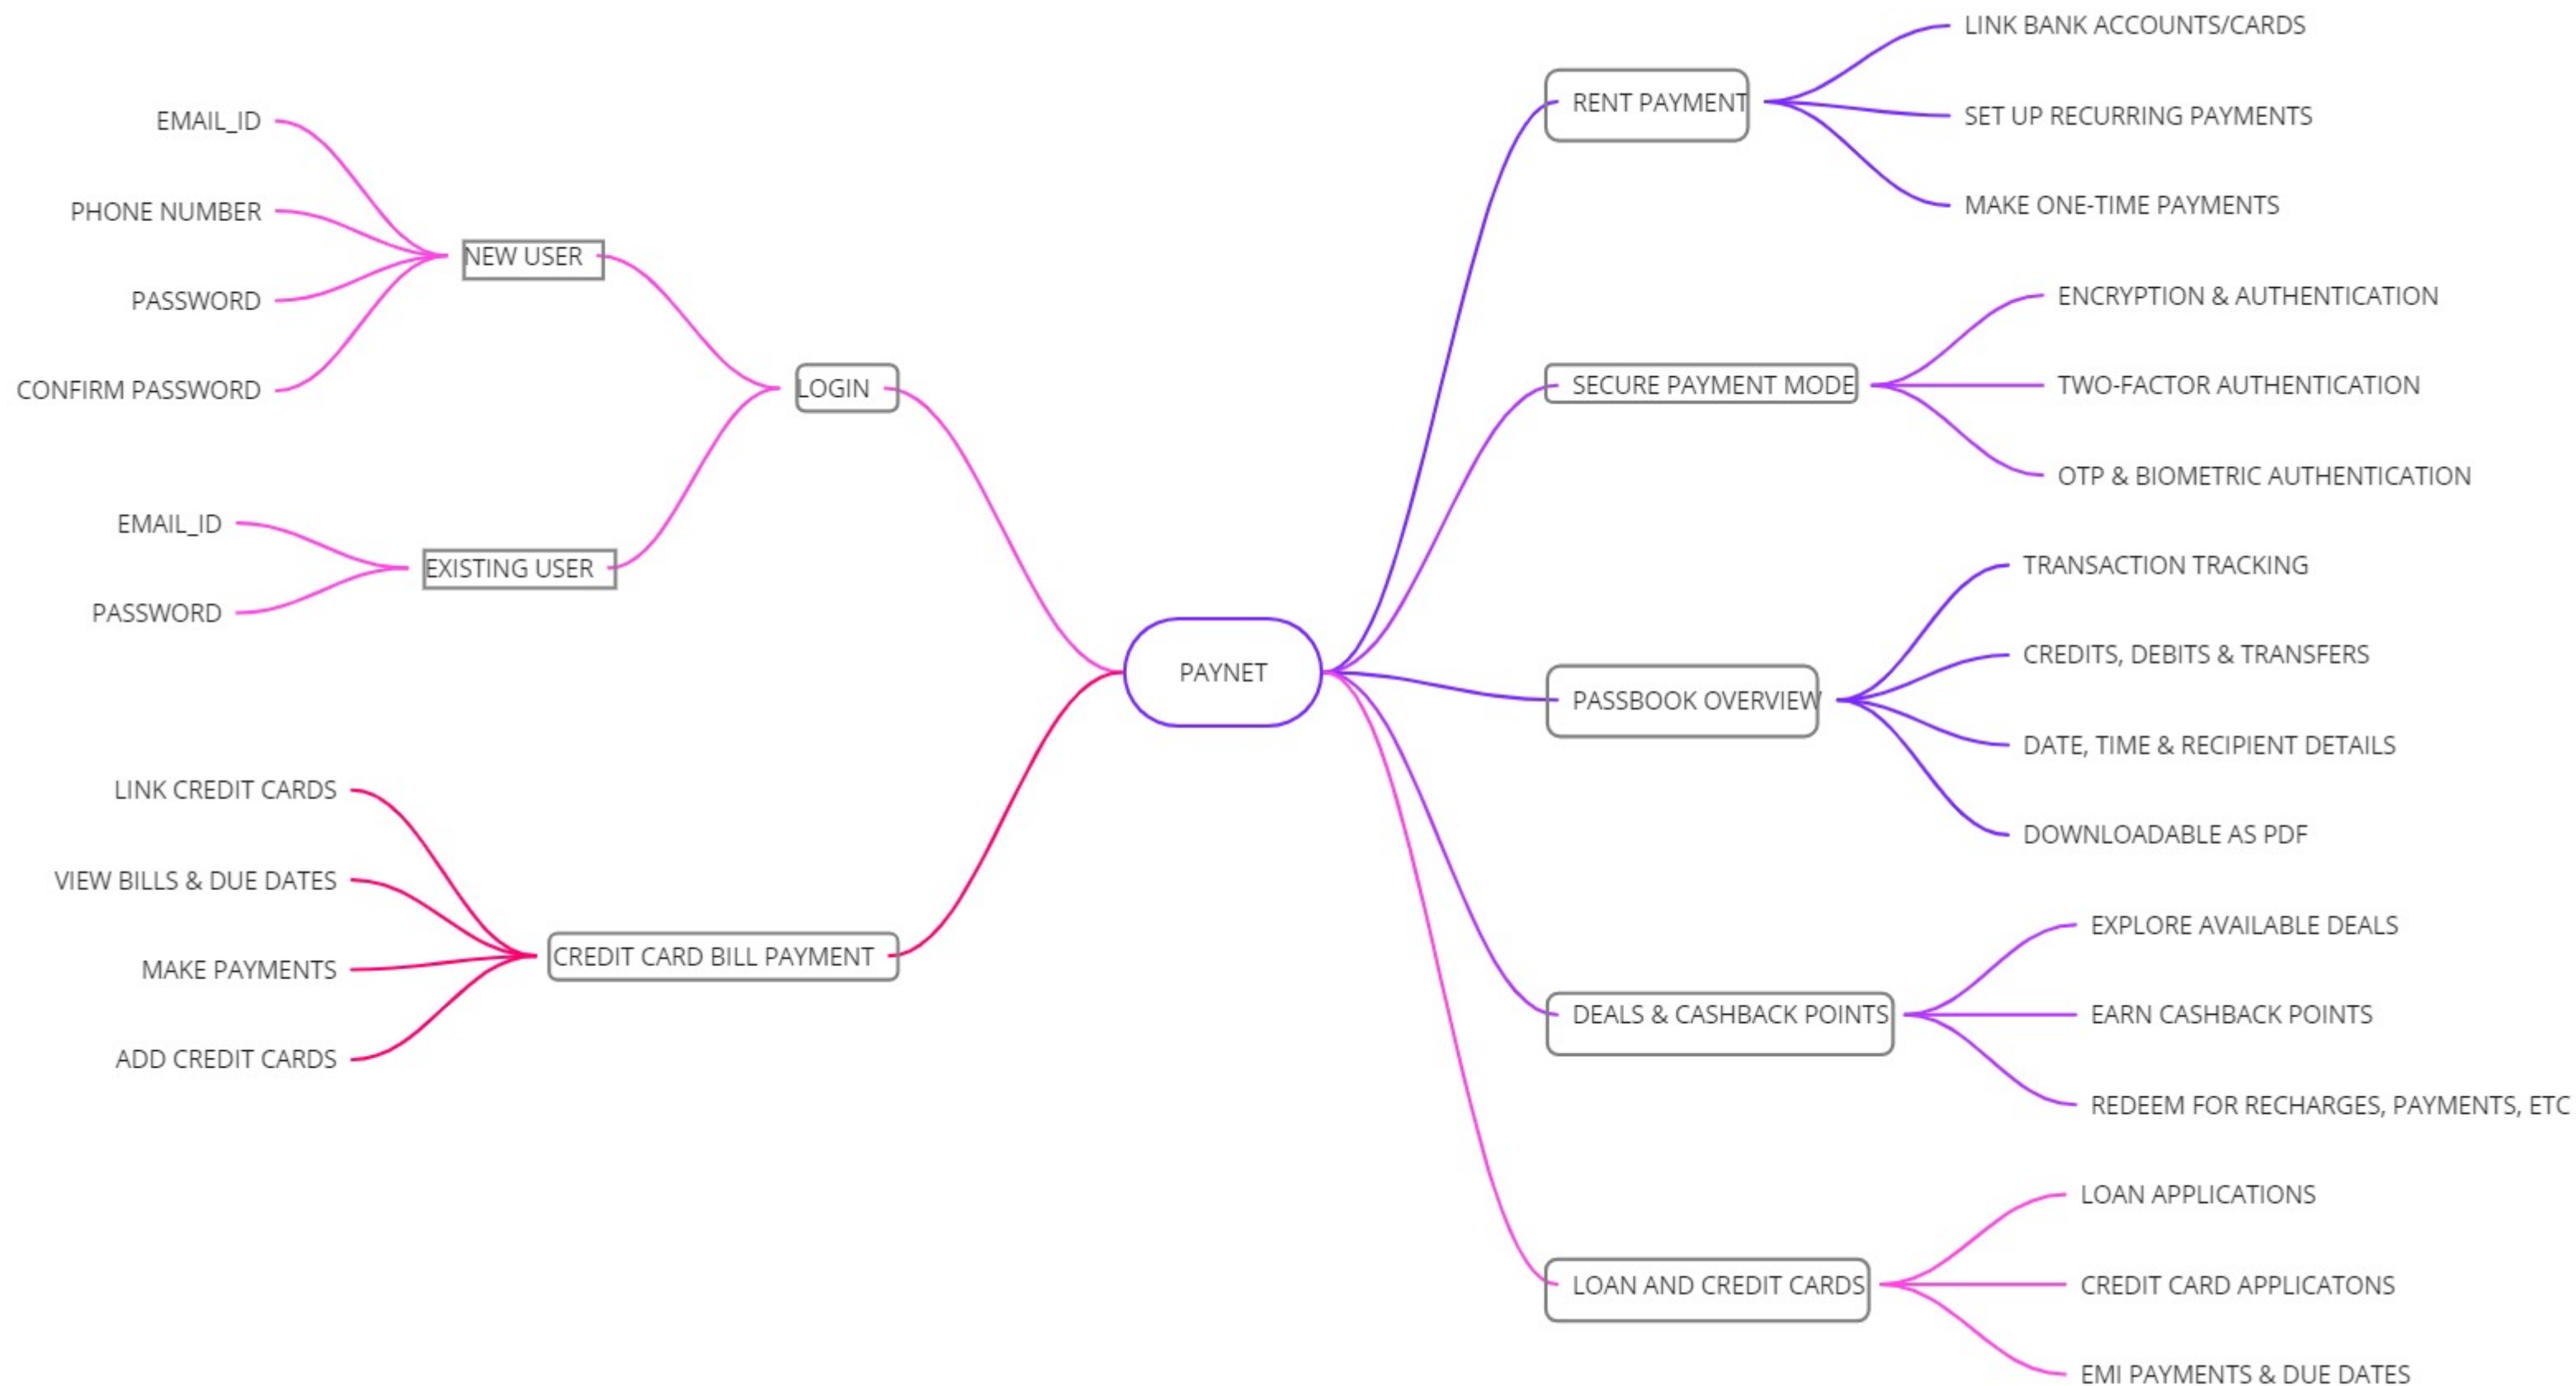 EMAIL_ID
PHONE NUMBER
PASSWORD
CONFIRM PASSWORD
NEW USER
LOGIN
EMAIL_ID
PASSWORD
EXISTING USER
LINK CREDIT CARDS
VIEW BILLS & DUE DATES
MAKE PAYMENTS
ADD CREDIT CARDS
CREDIT CARD BILL PAYMENT
PAYNET
RENT PAYMENT
LINK BANK ACCOUNTS/CARDS
SET UP RECURRING PAYMENTS
MAKE ONE-TIME PAYMENTS
SECURE PAYMENT MODE
ENCRYPTION & AUTHENTICATION
TWO-FACTOR AUTHENTICATION
OTP & BIOMETRIC AUTHENTICATION
PASSBOOK OVERVIEW
TRANSACTION TRACKING
CREDITS, DEBITS & TRANSFERS
DATE, TIME & RECIPIENT DETAILS
DOWNLOADABLE AS PDF
DEALS & CASHBACK POINTS
EXPLORE AVAILABLE DEALS
EARN CASHBACK POINTS
REDEEM FOR RECHARGES, PAYMENTS, ETC
LOAN AND CREDIT CARDS
LOAN APPLICATIONS
CREDIT CARD APPLICATONS
EMI PAYMENTS & DUE DATES